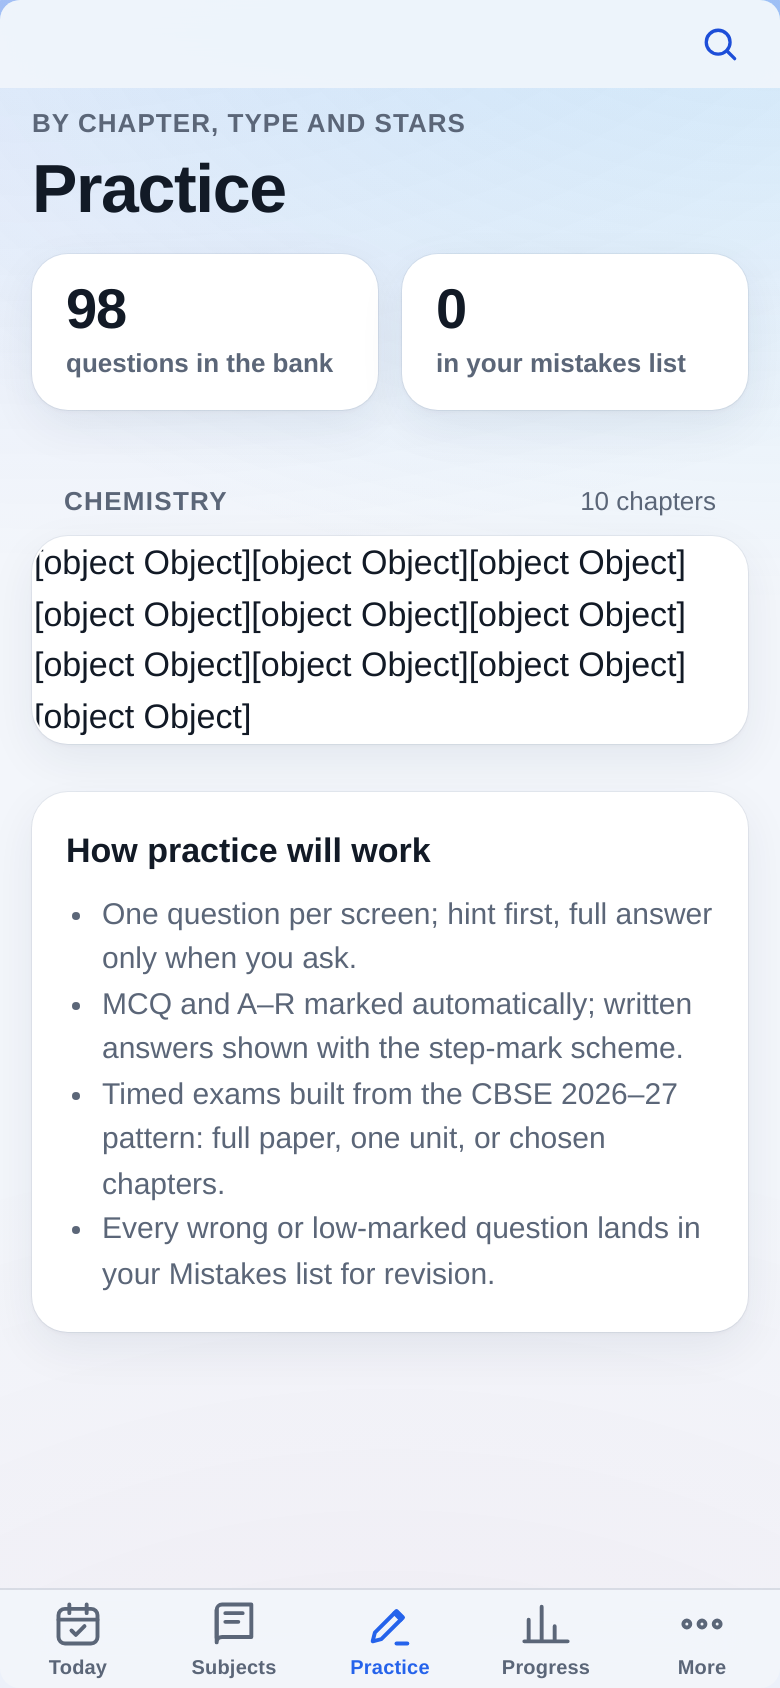 BY CHAPTER, TYPE AND STARS
Practice
98
questions in the bank
0
in your mistakes list
CHEMISTRY
10 chapters
[object Object][object Object][object Object]
[object Object][object Object][object Object]
[object Object][object Object][object Object]
[object Object]
How practice will work
• One question per screen; hint first, full answer
only when you ask.
• MCQ and A–R marked automatically; written
answers shown with the step-mark scheme.
• Timed exams built from the CBSE 2026–27
pattern: full paper, one unit, or chosen
chapters.
• Every wrong or low-marked question lands in
your Mistakes list for revision.
Today
Subjects
Practice
Progress
More